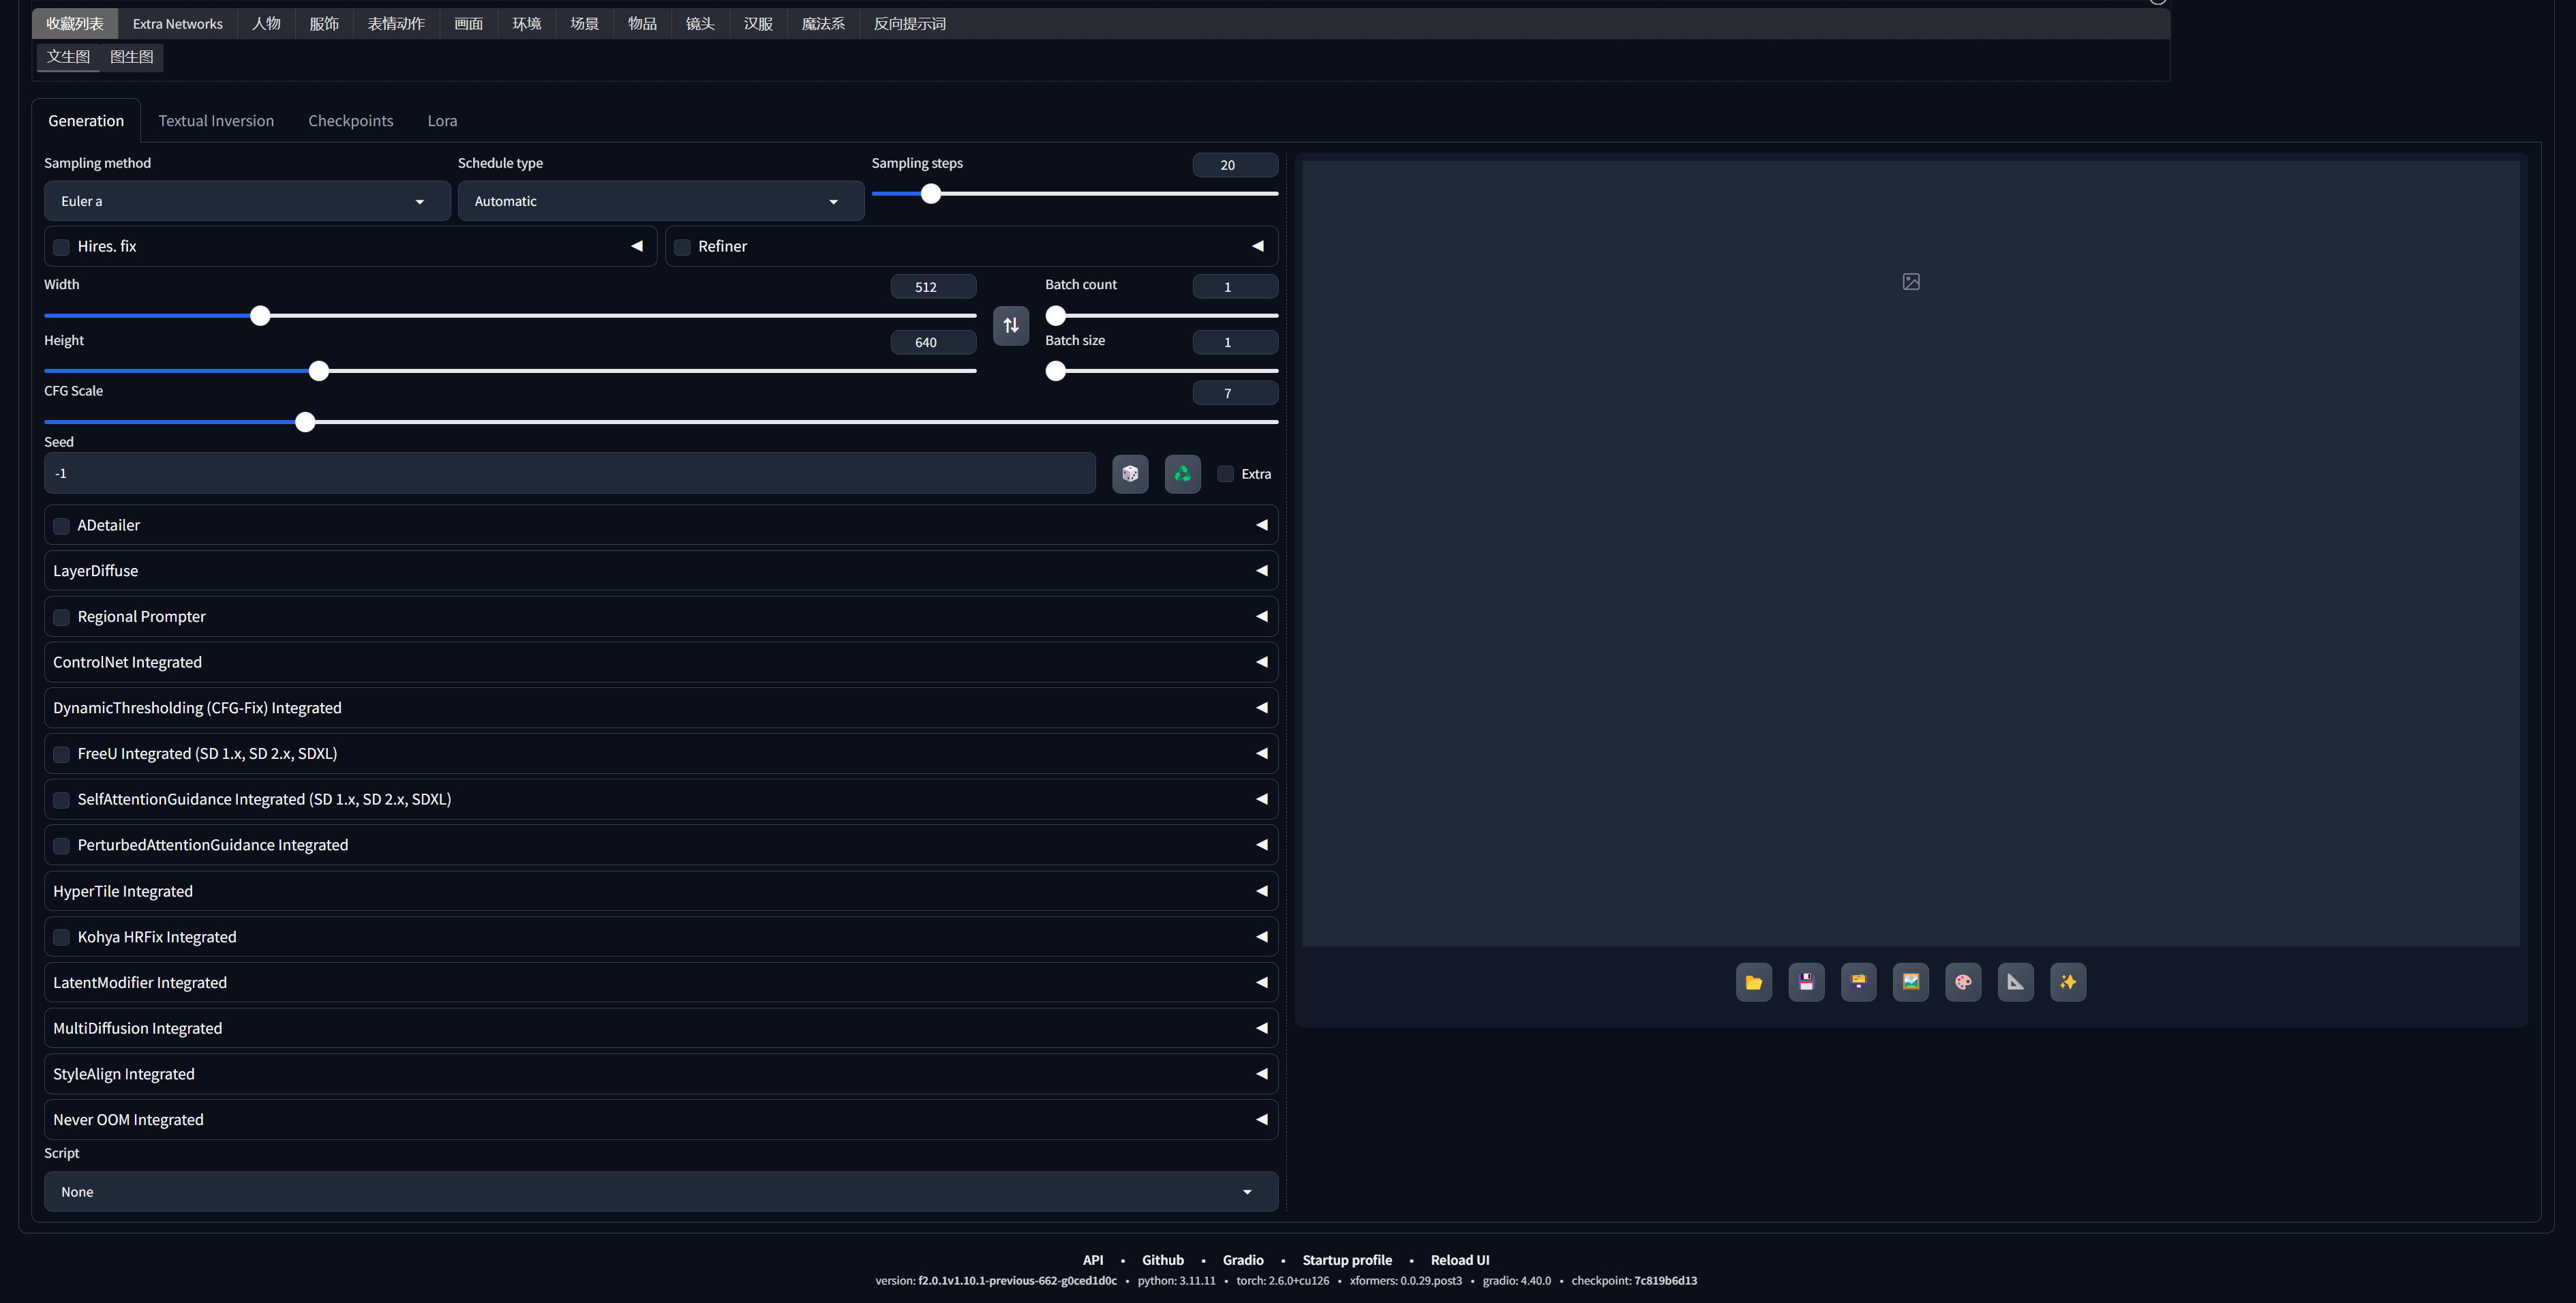 收藏列表 Extra Networks 人物 服饰 表情动作 画面 环境 场景 物品 镜头 汉服 魔法系 反向提示词
文生图 图生图
Generation Textual Inversion Checkpoints Lora
Sampling method Schedule type Sampling steps 20
Euler a Automatic
Hires. fix Refiner
Width 512 Batch count 1
Height 640 Batch size 1
CFG Scale 7
Seed
-1 Extra
ADetailer
LayerDiffuse
Regional Prompter
ControlNet Integrated
DynamicThresholding (CFG-Fix) Integrated
FreeU Integrated (SD 1.x, SD 2.x, SDXL)
SelfAttentionGuidance Integrated (SD 1.x, SD 2.x, SDXL)
PerturbedAttentionGuidance Integrated
HyperTile Integrated
Kohya HRFix Integrated
LatentModifier Integrated
MultiDiffusion Integrated
StyleAlign Integrated
Never OOM Integrated
Script
None
API • Github • Gradio • Startup profile • Reload UI
version: f2.0.1v1.10.1-previous-662-g0ced1d0c • python: 3.11.11 • torch: 2.6.0+cu126 • xformers: 0.0.29.post3 • gradio: 4.40.0 • checkpoint: 7c819b6d13